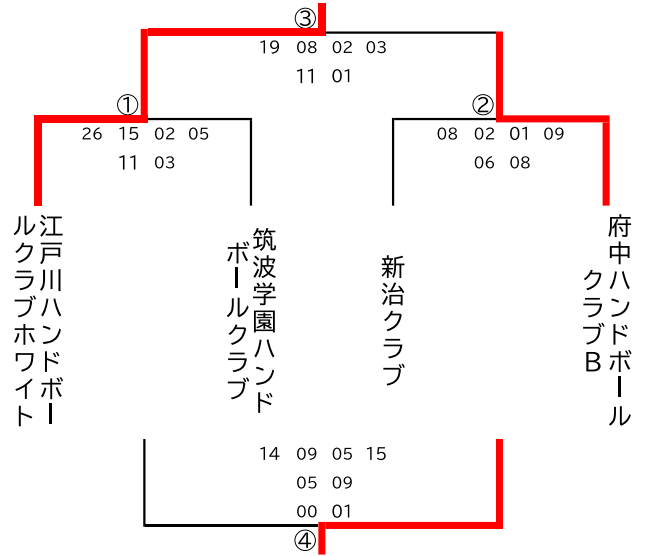 ③
19 08 02 03
11 01
①
26 15 02 05
11 03
②
08 02 01 09
06 08
江戸川ハンドボー
ルクラブホワイト
筑波学園ハンド
ボールクラブ
新治クラブ
府中ハンドボール
クラブB
14 09 05 15
05 09
00 01
④